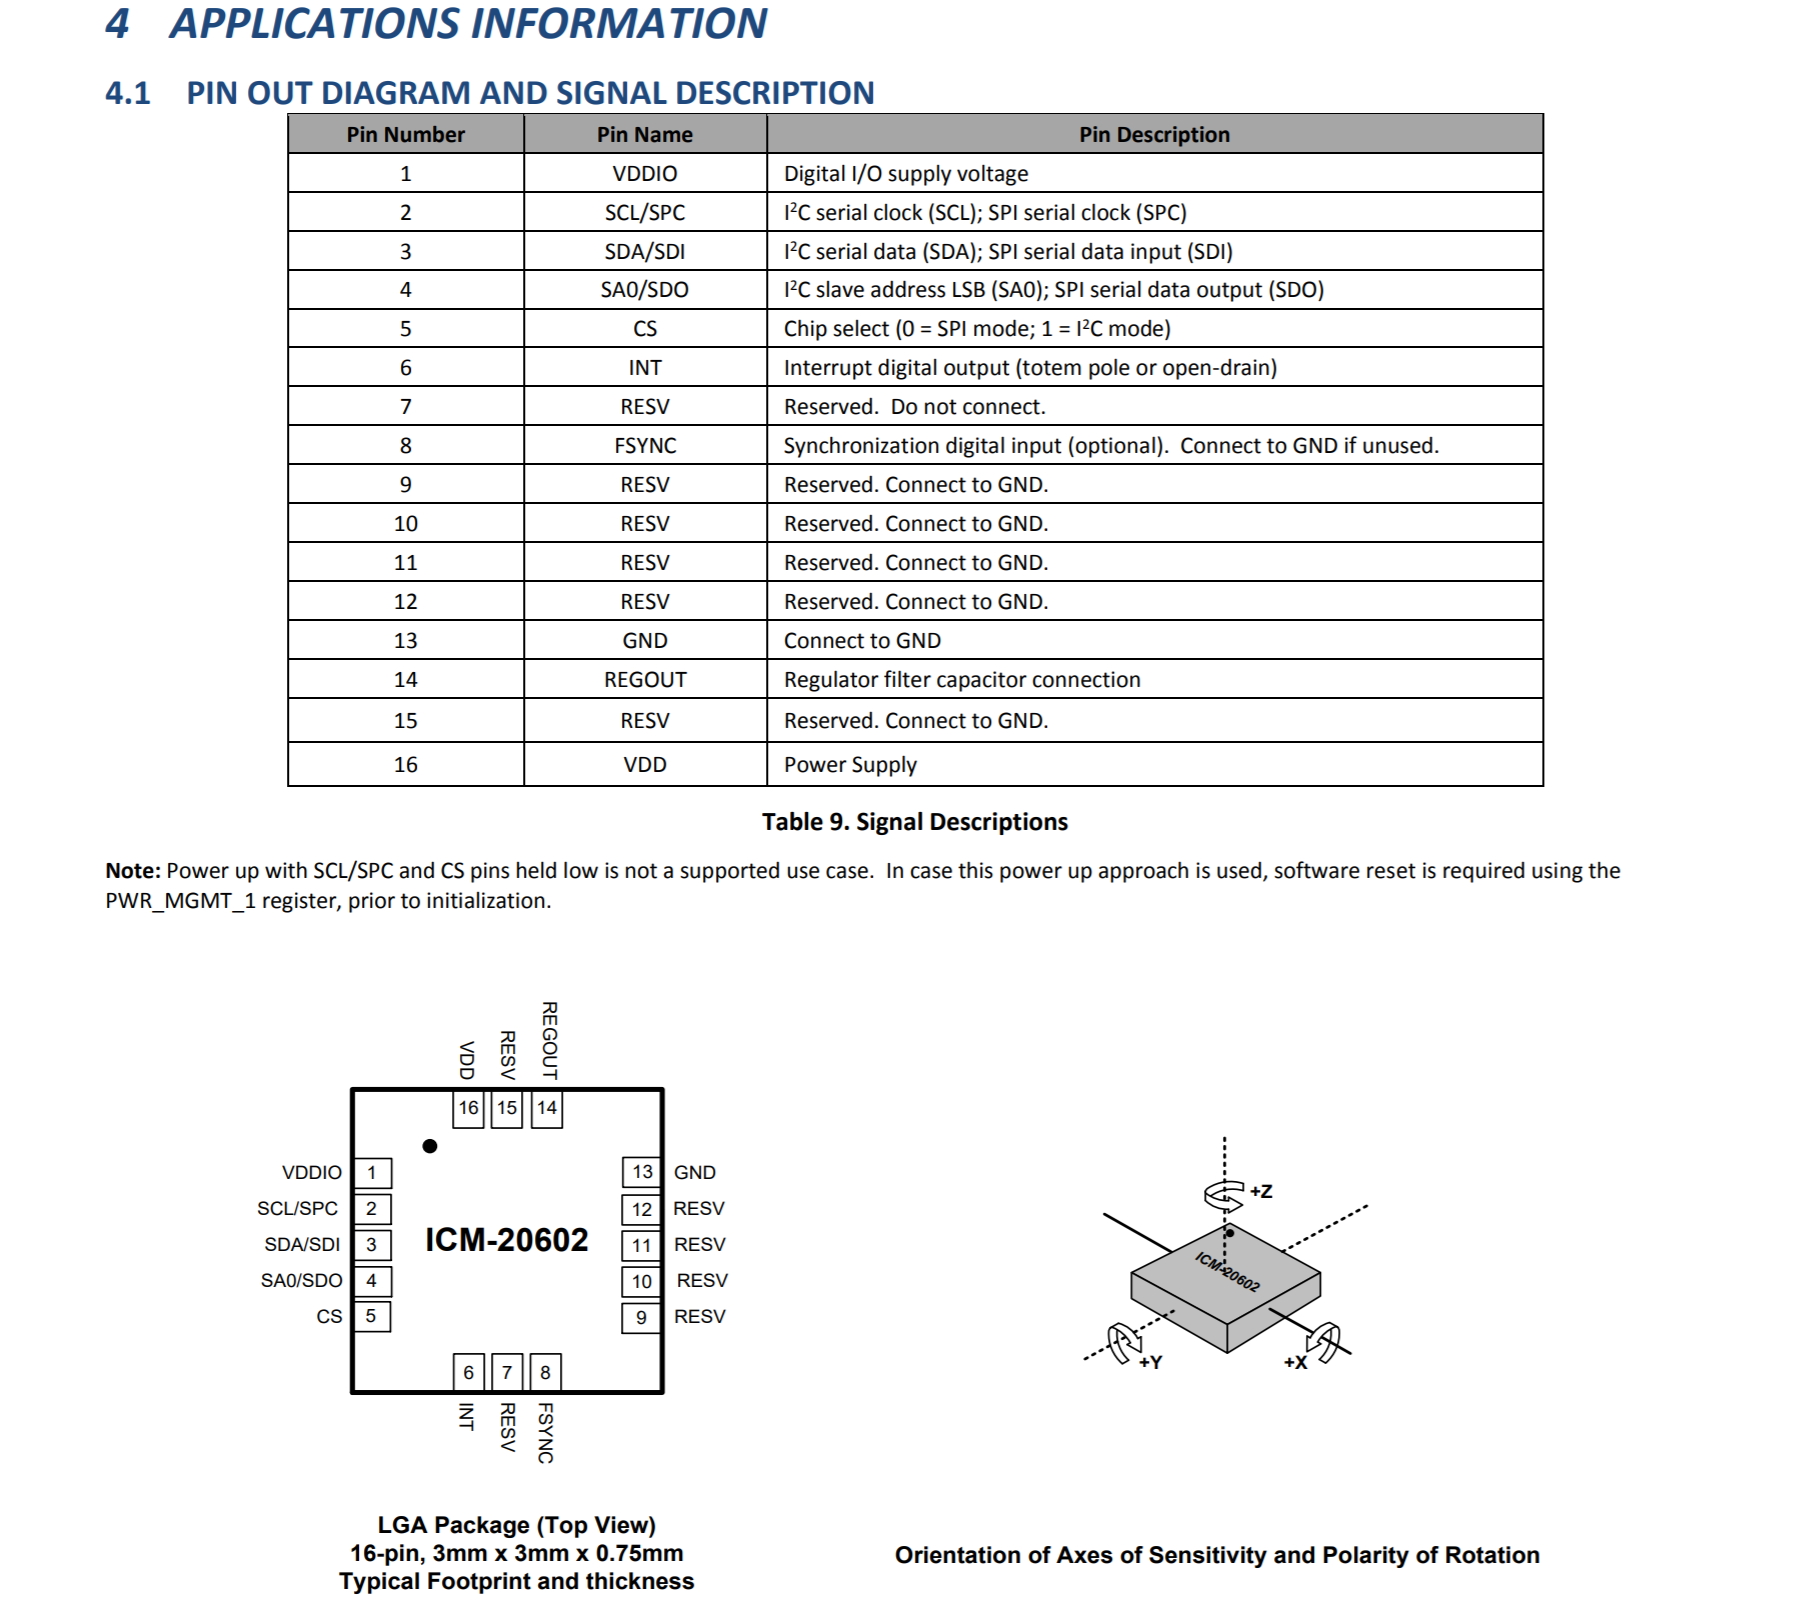 4 APPLICATIONS INFORMATION
4.1 PIN OUT DIAGRAM AND SIGNAL DESCRIPTION
Pin Number Pin Name Pin Description
1 VDDIO Digital I/O supply voltage
2 SCL/SPC I²C serial clock (SCL); SPI serial clock (SPC)
3 SDA/SDI I²C serial data (SDA); SPI serial data input (SDI)
4 SA0/SDO I²C slave address LSB (SA0); SPI serial data output (SDO)
5 CS Chip select (0 = SPI mode; 1 = I²C mode)
6 INT Interrupt digital output (totem pole or open-drain)
7 RESV Reserved. Do not connect.
8 FSYNC Synchronization digital input (optional). Connect to GND if unused.
9 RESV Reserved. Connect to GND.
10 RESV Reserved. Connect to GND.
11 RESV Reserved. Connect to GND.
12 RESV Reserved. Connect to GND.
13 GND Connect to GND
14 REGOUT Regulator filter capacitor connection
15 RESV Reserved. Connect to GND.
16 VDD Power Supply
Table 9. Signal Descriptions
Note: Power up with SCL/SPC and CS pins held low is not a supported use case. In case this power up approach is used, software reset is required using the
PWR_MGMT_1 register, prior to initialization.
VDD RESV REGOUT
16 15 14
VDDIO 1 13 GND
SCL/SPC 2 12 RESV
SDA/SDI 3 ICM-20602 11 RESV
SA0/SDO 4 10 RESV
CS 5 9 RESV
6 7 8
INT RESV FSYNC
LGA Package (Top View)
16-pin, 3mm x 3mm x 0.75mm
Typical Footprint and thickness
+Z
ICM-20602
+Y +X
Orientation of Axes of Sensitivity and Polarity of Rotation